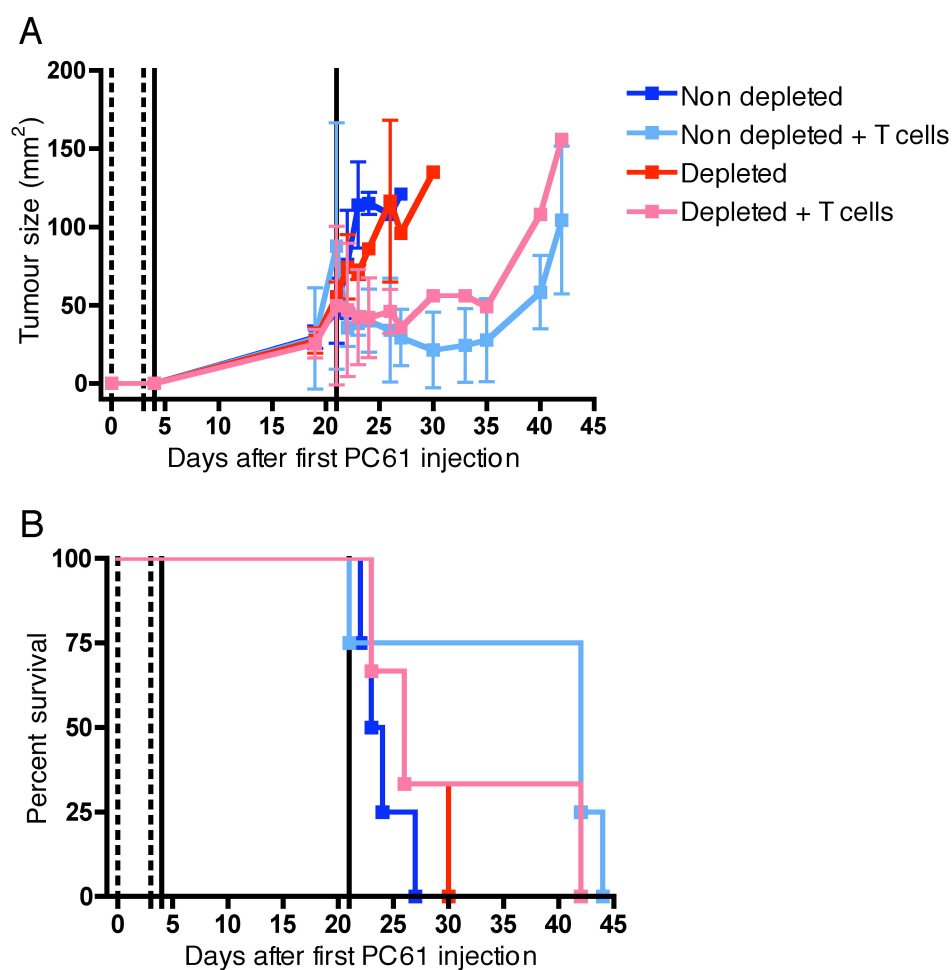 A
Tumour size (mm²)
200
150
100
50
0
0 5 10 15 20 25 30 35 40 45
Days after first PC61 injection
Non depleted
Non depleted + T cells
Depleted
Depleted + T cells
B
Percent survival
100
75
50
25
0
0 5 10 15 20 25 30 35 40 45
Days after first PC61 injection